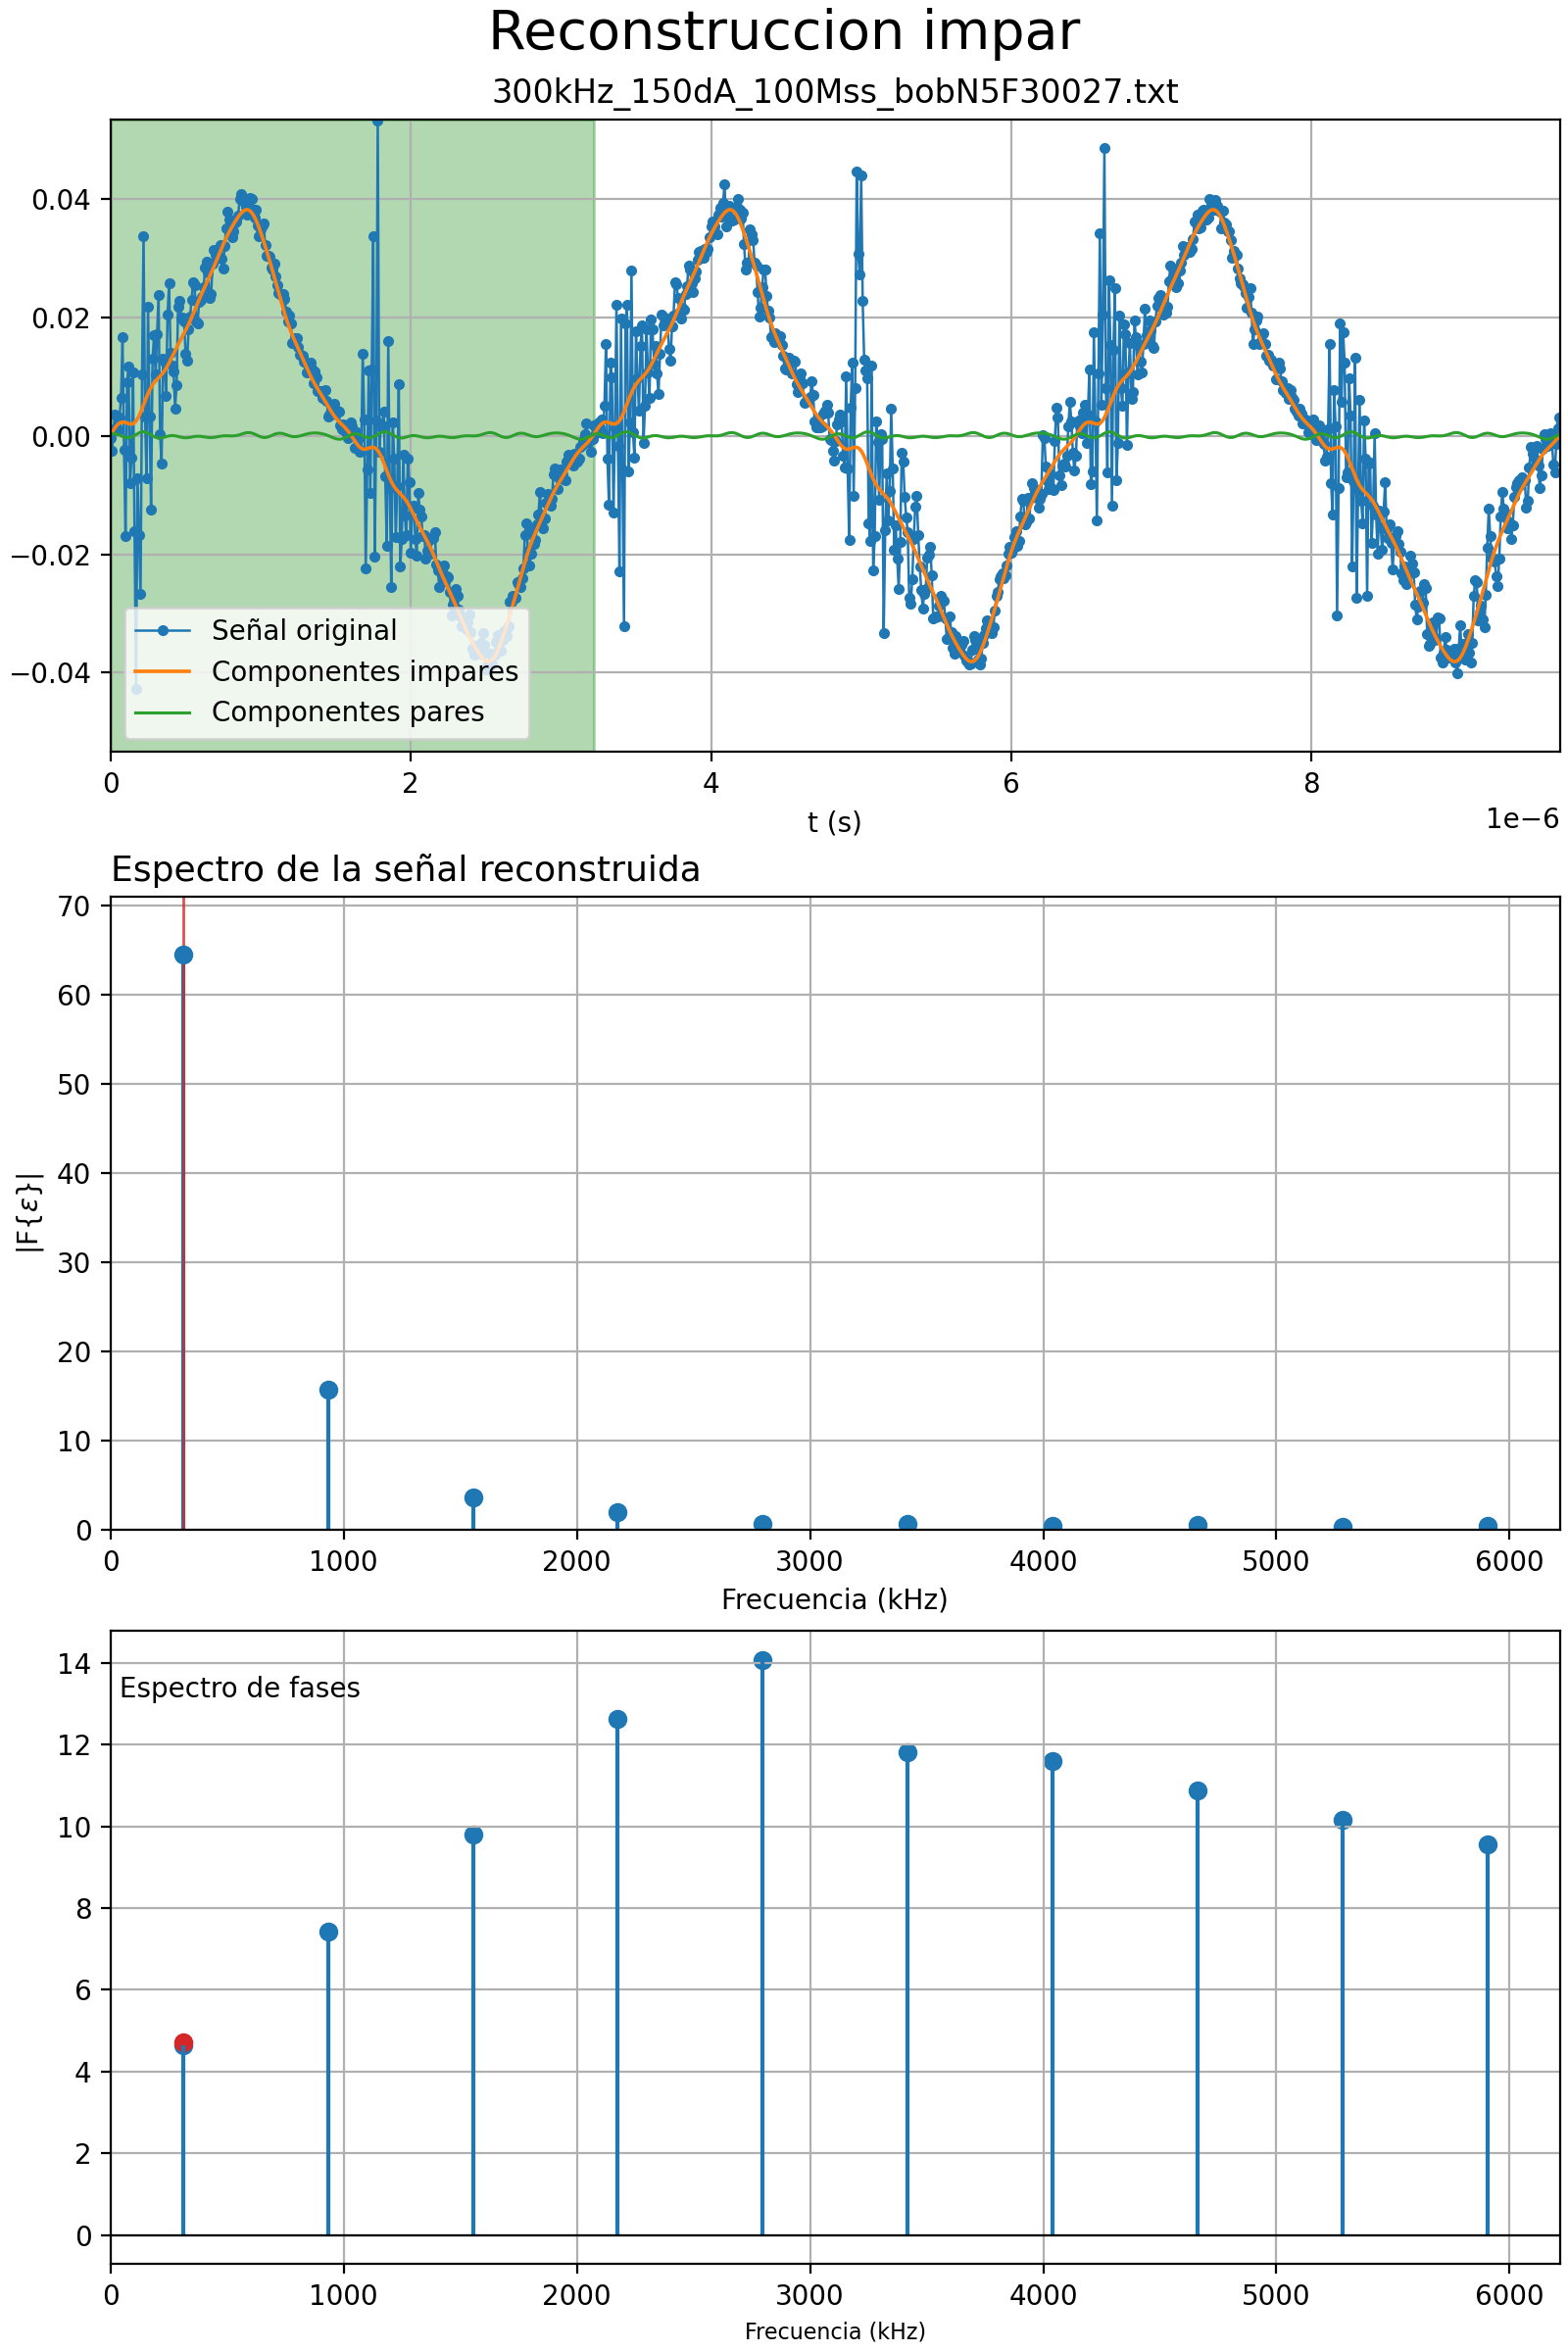 Reconstruccion impar
300kHz_150dA_100Mss_bobN5F30027.txt
0.04
0.02
0.00
−0.02
−0.04
Señal original
Componentes impares
Componentes pares
0 2 4 6 8
t (s)
1e−6
Espectro de la señal reconstruida
70
60
50
40
30
20
10
0
|F{ε}|
0 1000 2000 3000 4000 5000 6000
Frecuencia (kHz)
Espectro de fases
14
12
10
8
6
4
2
0
0 1000 2000 3000 4000 5000 6000
Frecuencia (kHz)